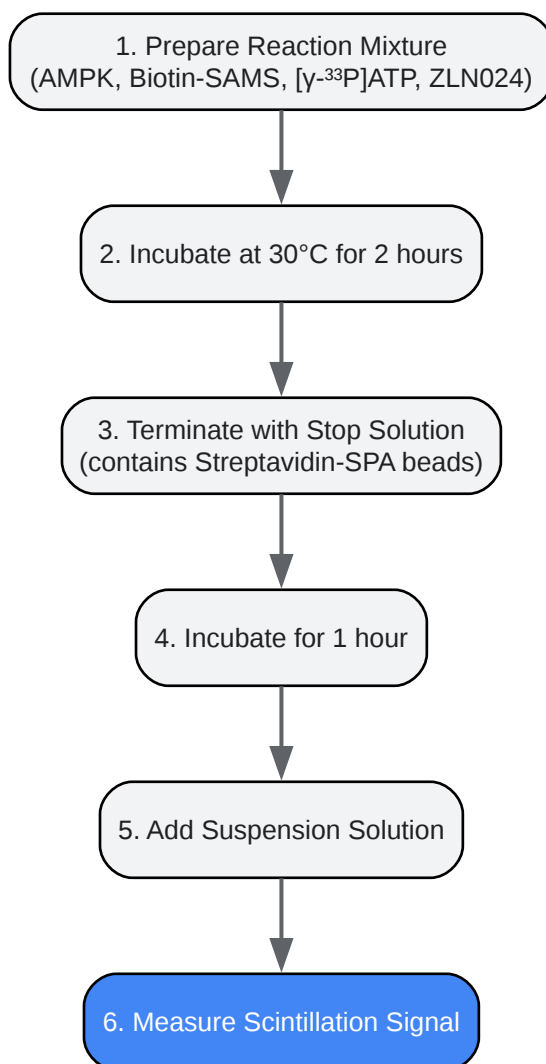 1. Prepare Reaction Mixture
(AMPK, Biotin-SAMS, [γ-³³P]ATP, ZLN024)
2. Incubate at 30°C for 2 hours
3. Terminate with Stop Solution
(contains Streptavidin-SPA beads)
4. Incubate for 1 hour
5. Add Suspension Solution
6. Measure Scintillation Signal